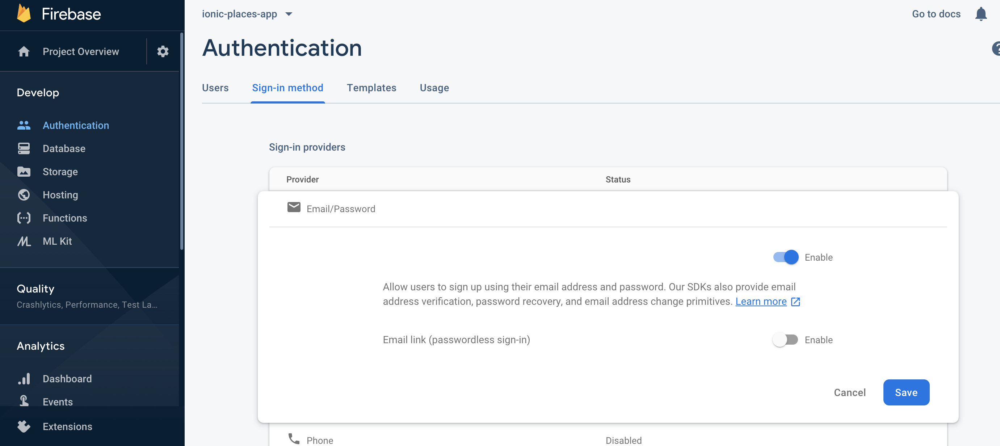 Firebase
Project Overview
Develop
Authentication
Database
Storage
Hosting
Functions
ML Kit
Quality
Crashlytics, Performance, Test La...
Analytics
Dashboard
Events
Extensions
ionic-places-app
Go to docs
Authentication
?
Users Sign-in method Templates Usage
Sign-in providers
Provider Status
Email/Password
Enable
Allow users to sign up using their email address and password. Our SDKs also provide email
address verification, password recovery, and email address change primitives. Learn more
Email link (passwordless sign-in) Enable
Cancel Save
Phone Disabled